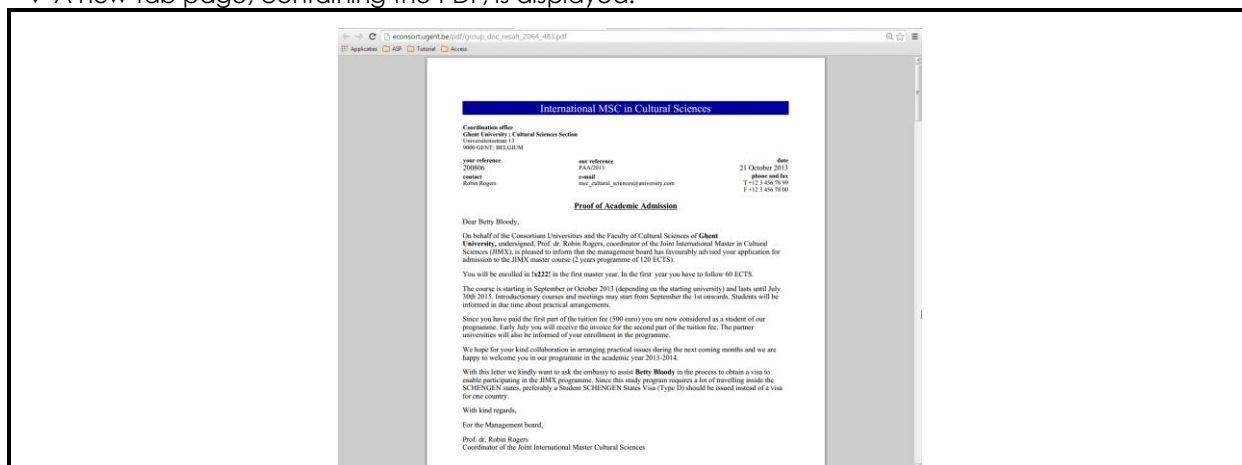 A new tab page, containing the PDF, is displayed.
econsort.ugent.be/pdf/group_doc_result_2064_483.pdf
Applicaties ASP Tutorial Access
International MSC in Cultural Sciences
Coordination office
Ghent University ; Cultural Sciences Section
Universiteitsstraat 13
9000 GENT; BELGIUM
your reference our reference date
200806 PAA/2013 21 October 2013
contact e-mail phone and fax
Robin Rogers msc_cultural_sciences@university.com T +12 3 456 78 99
F +12 3 456 78 00
Proof of Academic Admission
Dear Betty Bloody,
On behalf of the Consortium Universities and the Faculty of Cultural Sciences of Ghent
University, undersigned, Prof. dr. Robin Rogers, coordinator of the Joint International Master in Cultural
Sciences (JIMX), is pleased to inform that the management board has favourably advised your application for
admission to the JIMX master course (2 years programme of 120 ECTS).
You will be enrolled in !x222! in the first master year. In the first year you have to follow 60 ECTS.
The course is starting in September or October 2013 (depending on the starting university) and lasts until July
30th 2015. Introductionary courses and meetings may start from September the 1st onwards. Students will be
informed in due time about practical arrangements.
Since you have paid the first part of the tuition fee (500 euro) you are now considered as a student of our
programme. Early July you will receive the invoice for the second part of the tuition fee. The partner
universities will also be informed of your enrollment in the programme.
We hope for your kind collaboration in arranging practical issues during the next coming months and we are
happy to welcome you in our programme in the academic year 2013-2014.
With this letter we kindly want to ask the embassy to assist Betty Bloody in the process to obtain a visa to
enable participating in the JIMX programme. Since this study program requires a lot of travelling inside the
SCHENGEN states, preferably a Student SCHENGEN States Visa (Type D) should be issued instead of a visa
for one country.
With kind regards,
For the Management board,
Prof. dr. Robin Rogers
Coordinator of the Joint International Master Cultural Sciences